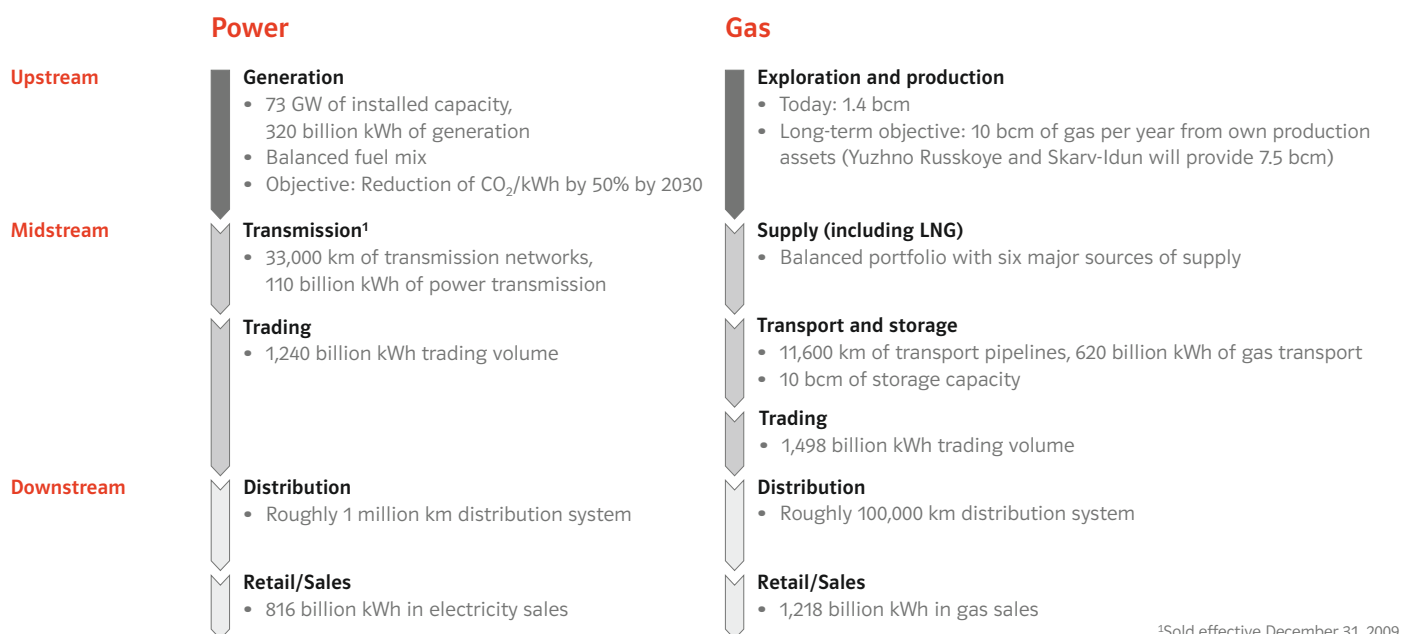 Power
Gas
Upstream
Generation
• 73 GW of installed capacity,
320 billion kWh of generation
• Balanced fuel mix
• Objective: Reduction of CO₂/kWh by 50% by 2030
Exploration and production
• Today: 1.4 bcm
• Long-term objective: 10 bcm of gas per year from own production
assets (Yuzhno Russkoye and Skarv-Idun will provide 7.5 bcm)
Midstream
Transmission¹
• 33,000 km of transmission networks,
110 billion kWh of power transmission
Supply (including LNG)
• Balanced portfolio with six major sources of supply
Trading
• 1,240 billion kWh trading volume
Transport and storage
• 11,600 km of transport pipelines, 620 billion kWh of gas transport
• 10 bcm of storage capacity
Trading
• 1,498 billion kWh trading volume
Downstream
Distribution
• Roughly 1 million km distribution system
Distribution
• Roughly 100,000 km distribution system
Retail/Sales
• 816 billion kWh in electricity sales
Retail/Sales
• 1,218 billion kWh in gas sales
¹Sold effective December 31, 2009